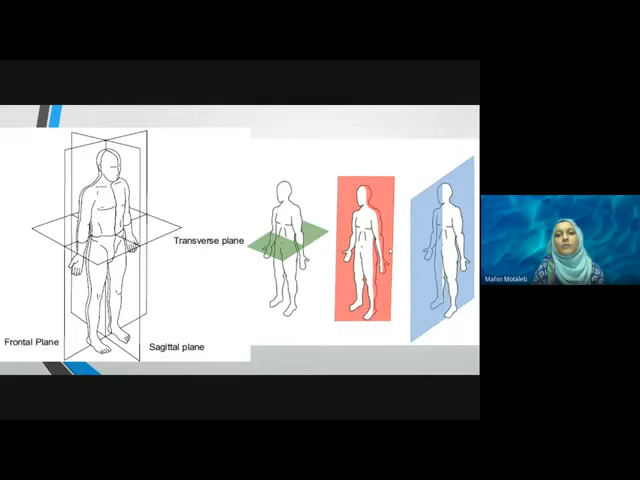 Transverse plane
Frontal Plane
Sagittal plane
Mahin Motaleb